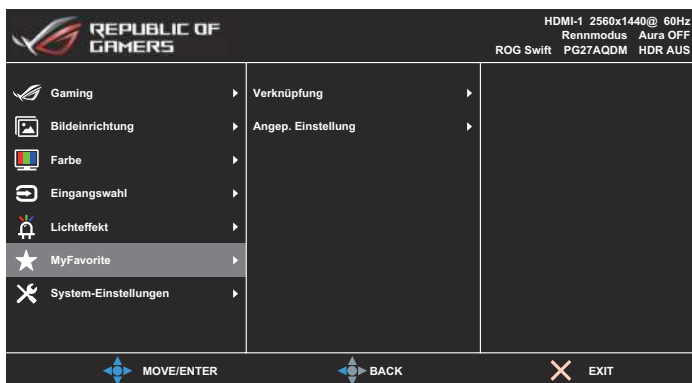 REPUBLIC OF
GAMERS
HDMI-1 2560x1440@ 60Hz
Rennmodus Aura OFF
ROG Swift PG27AQDM HDR AUS
Gaming
Bildeinrichtung
Farbe
Eingangswahl
Lichteffekt
MyFavorite
System-Einstellungen
Verknüpfung
Angep. Einstellung
MOVE/ENTER
BACK
EXIT